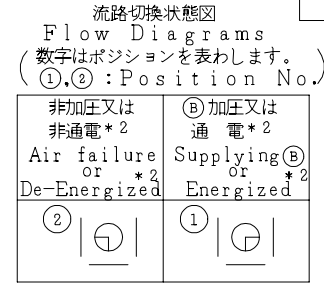 流路切換状態図
Flow Diagrams
(数字はポジションを表わします。
①,②:Position No.)
非加圧又は
非通電*2
Air failure
or *2
De-Energized
Ⓑ加圧又は
通 電*2
Supplying Ⓑ
or *2
Energized
②
①